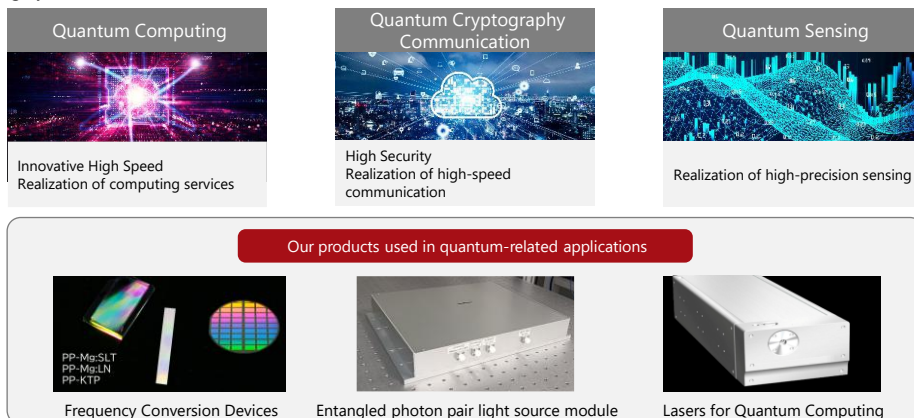 Quantum Computing
Quantum Cryptography
Communication
Quantum Sensing
Innovative High Speed
Realization of computing services
High Security
Realization of high-speed
communication
Realization of high-precision sensing
Our products used in quantum-related applications
PP-Mg:SLT
PP-Mg:LN
PP-KTP
Frequency Conversion Devices
Entangled photon pair light source module
Lasers for Quantum Computing